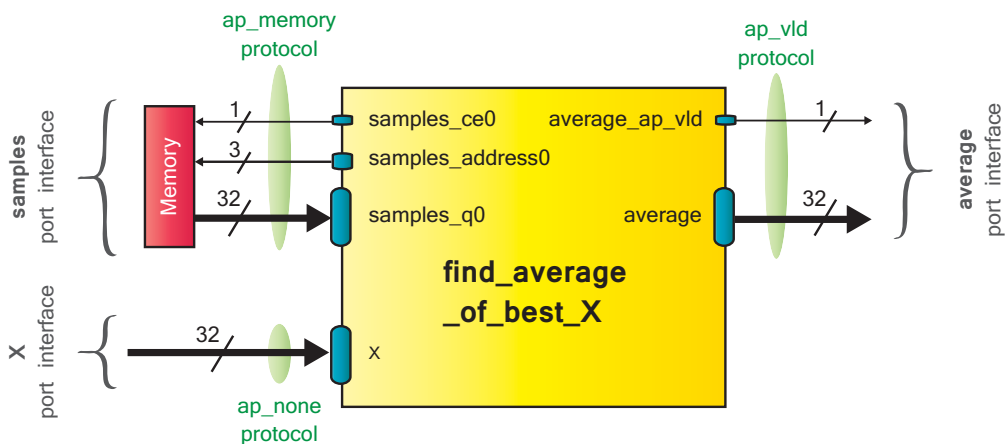 ap_memory
protocol
ap_vld
protocol
samples
port interface
Memory
1
3
32
samples_ce0
samples_address0
samples_q0
average_ap_vld
average
1
32
average
port interface
find_average
_of_best_X
X
port interface
32
x
ap_none
protocol